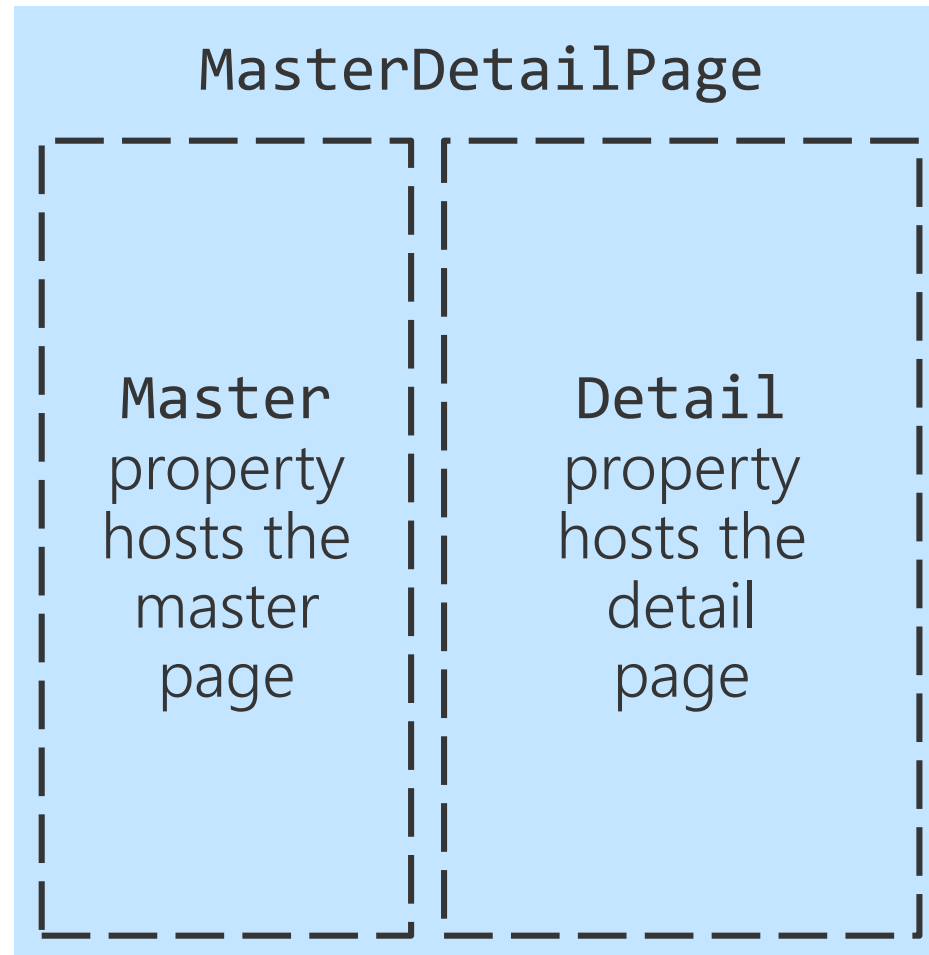 MasterDetailPage
Master
property
hosts the
master
page
Detail
property
hosts the
detail
page